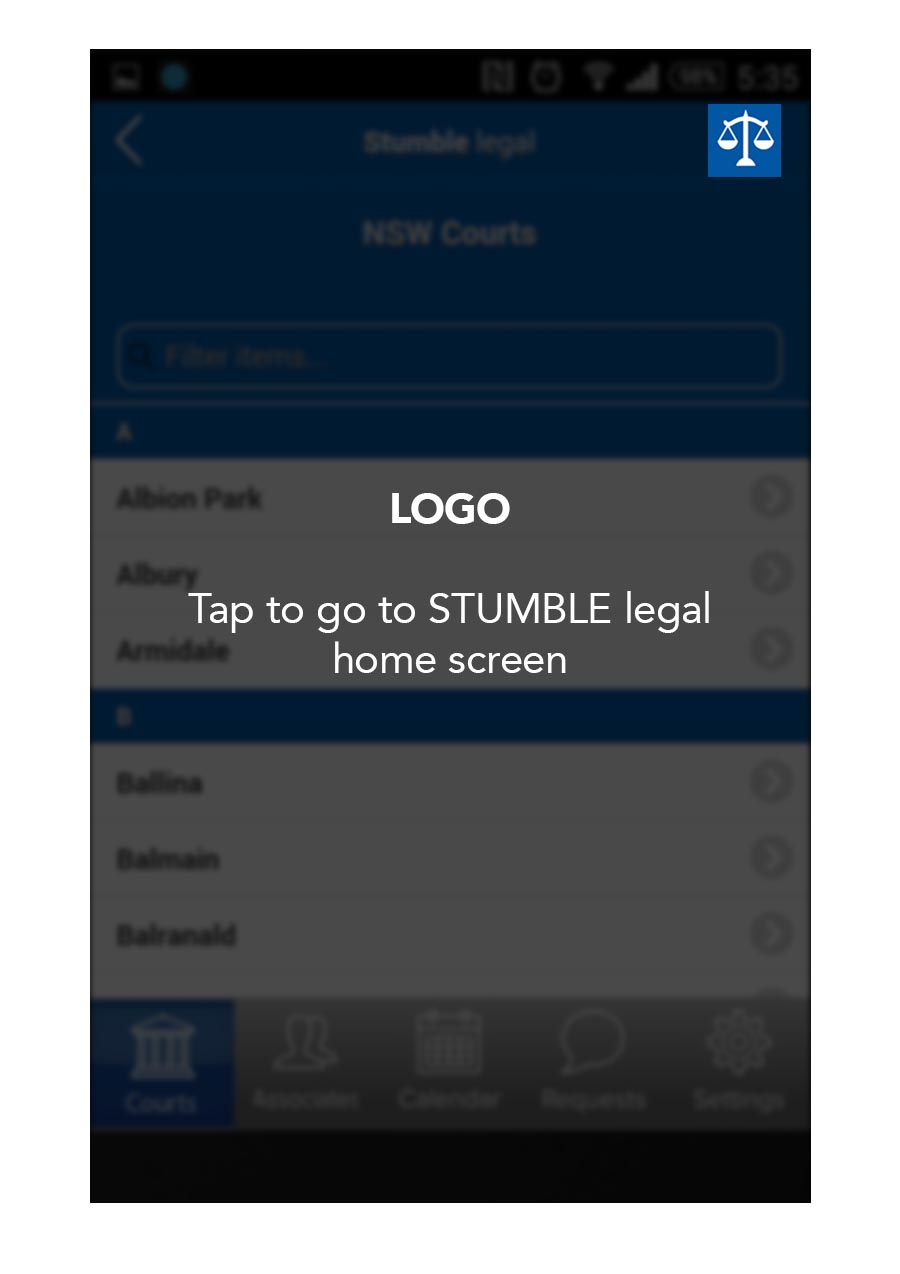 98% 5:35
Stumble legal
NSW Courts
Filter items...
A
Albion Park
LOGO
Albury
Tap to go to STUMBLE legal
home screen
Armidale
B
Ballina
Balmain
Balranald
Courts Associates Calendar Requests Settings